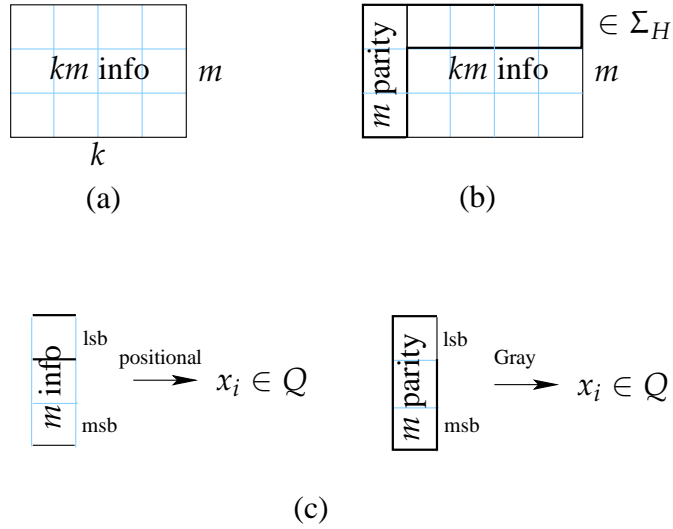 km info
m
k
(a)
m parity
km info
∈ Σ_H
m
(b)
m info
lsb
msb
positional
x_i ∈ Q
m parity
lsb
msb
Gray
x_i ∈ Q
(c)